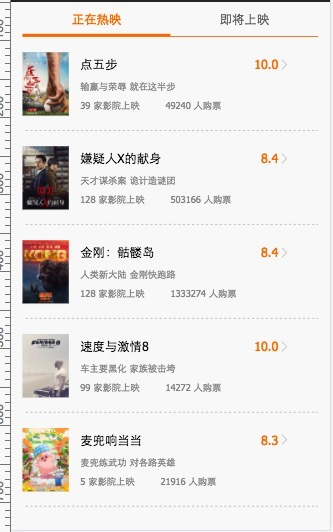 正在热映 即将上映
点五步 10.0
输赢与荣辱 就在这半步
39 家影院上映 49240 人购票
嫌疑人X的献身 8.4
天才谋杀案 诡计造谜团
128 家影院上映 503166 人购票
金刚：骷髅岛 8.4
人类新大陆 金刚快跑路
128 家影院上映 1333274 人购票
速度与激情8 10.0
车主要黑化 家族被击垮
99 家影院上映 14272 人购票
麦兜响当当 8.3
麦兜练武功 对各路英雄
5 家影院上映 21916 人购票